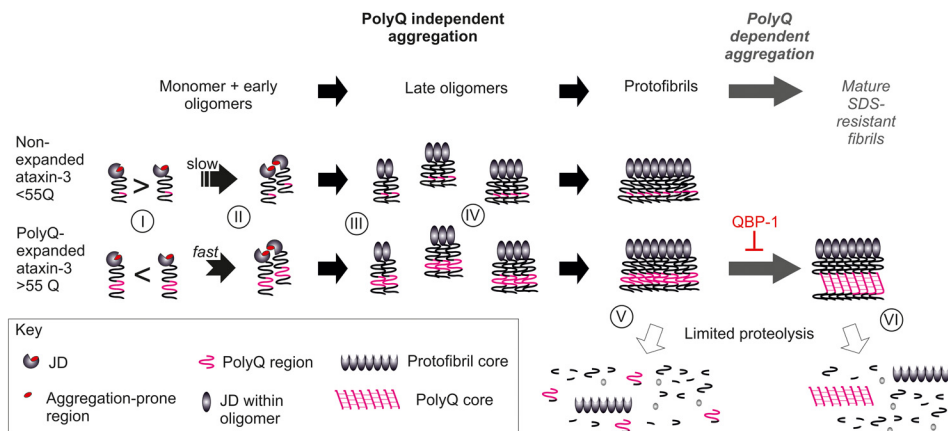 PolyQ independent
aggregation
PolyQ
dependent
aggregation
Monomer + early
oligomers
Late oligomers
Protofibrils
Mature
SDS-
resistant
fibrils
Non-
expanded
ataxin-3
<55Q
slow
>
I
II
III
IV
PolyQ-
expanded
ataxin-3
>55 Q
fast
<
QBP-1
V
Limited proteolysis
VI
Key
JD
PolyQ region
Protofibril core
Aggregation-prone
region
JD within
oligomer
PolyQ core